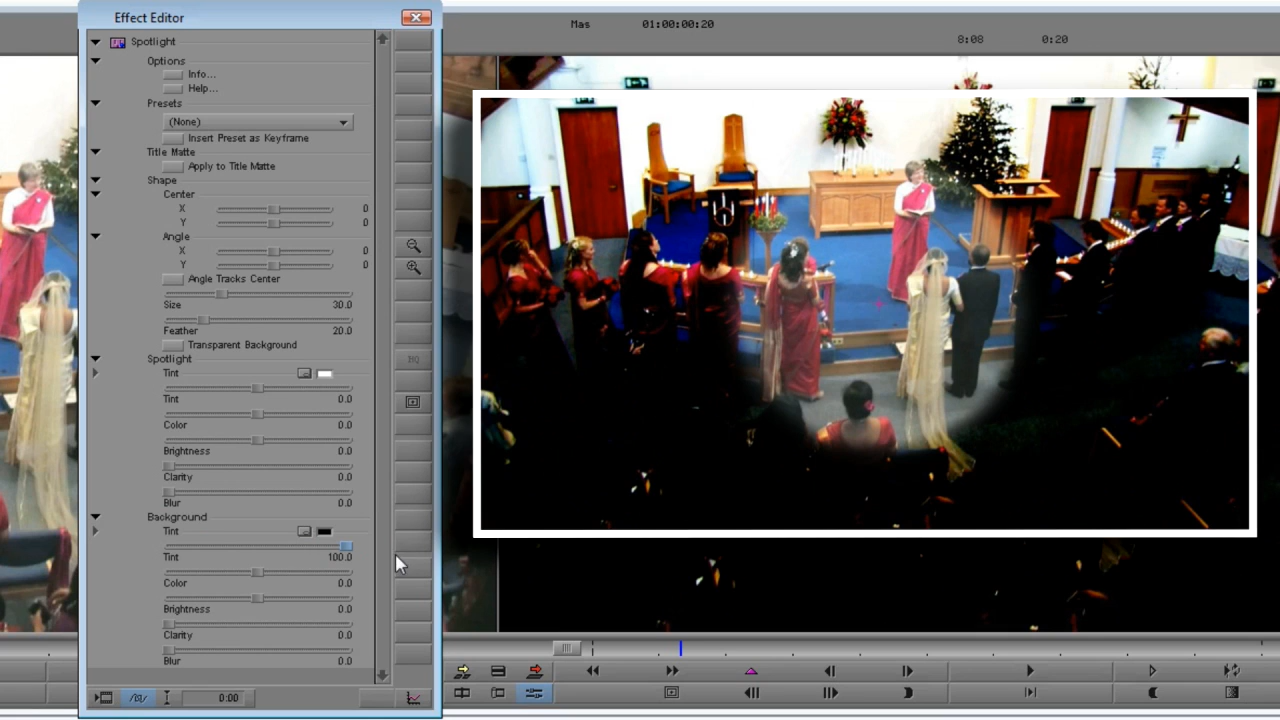 Effect Editor
Mas 01:00:00:20
8:08 0:20
Spotlight
Options
Info...
Help...
Presets
(None)
Insert Preset as Keyframe
Title Matte
Apply to Title Matte
Shape
Center
X 0
Y 0
Angle
X 0
Y 0
Angle Tracks Center
Size 30.0
Feather 20.0
Transparent Background
Spotlight
HQ
Tint
Tint 0.0
Color 0.0
Brightness 0.0
Clarity 0.0
Blur 0.0
Background
Tint
Tint 100.0
Color 0.0
Brightness 0.0
Clarity 0.0
Blur 0.0
0:00